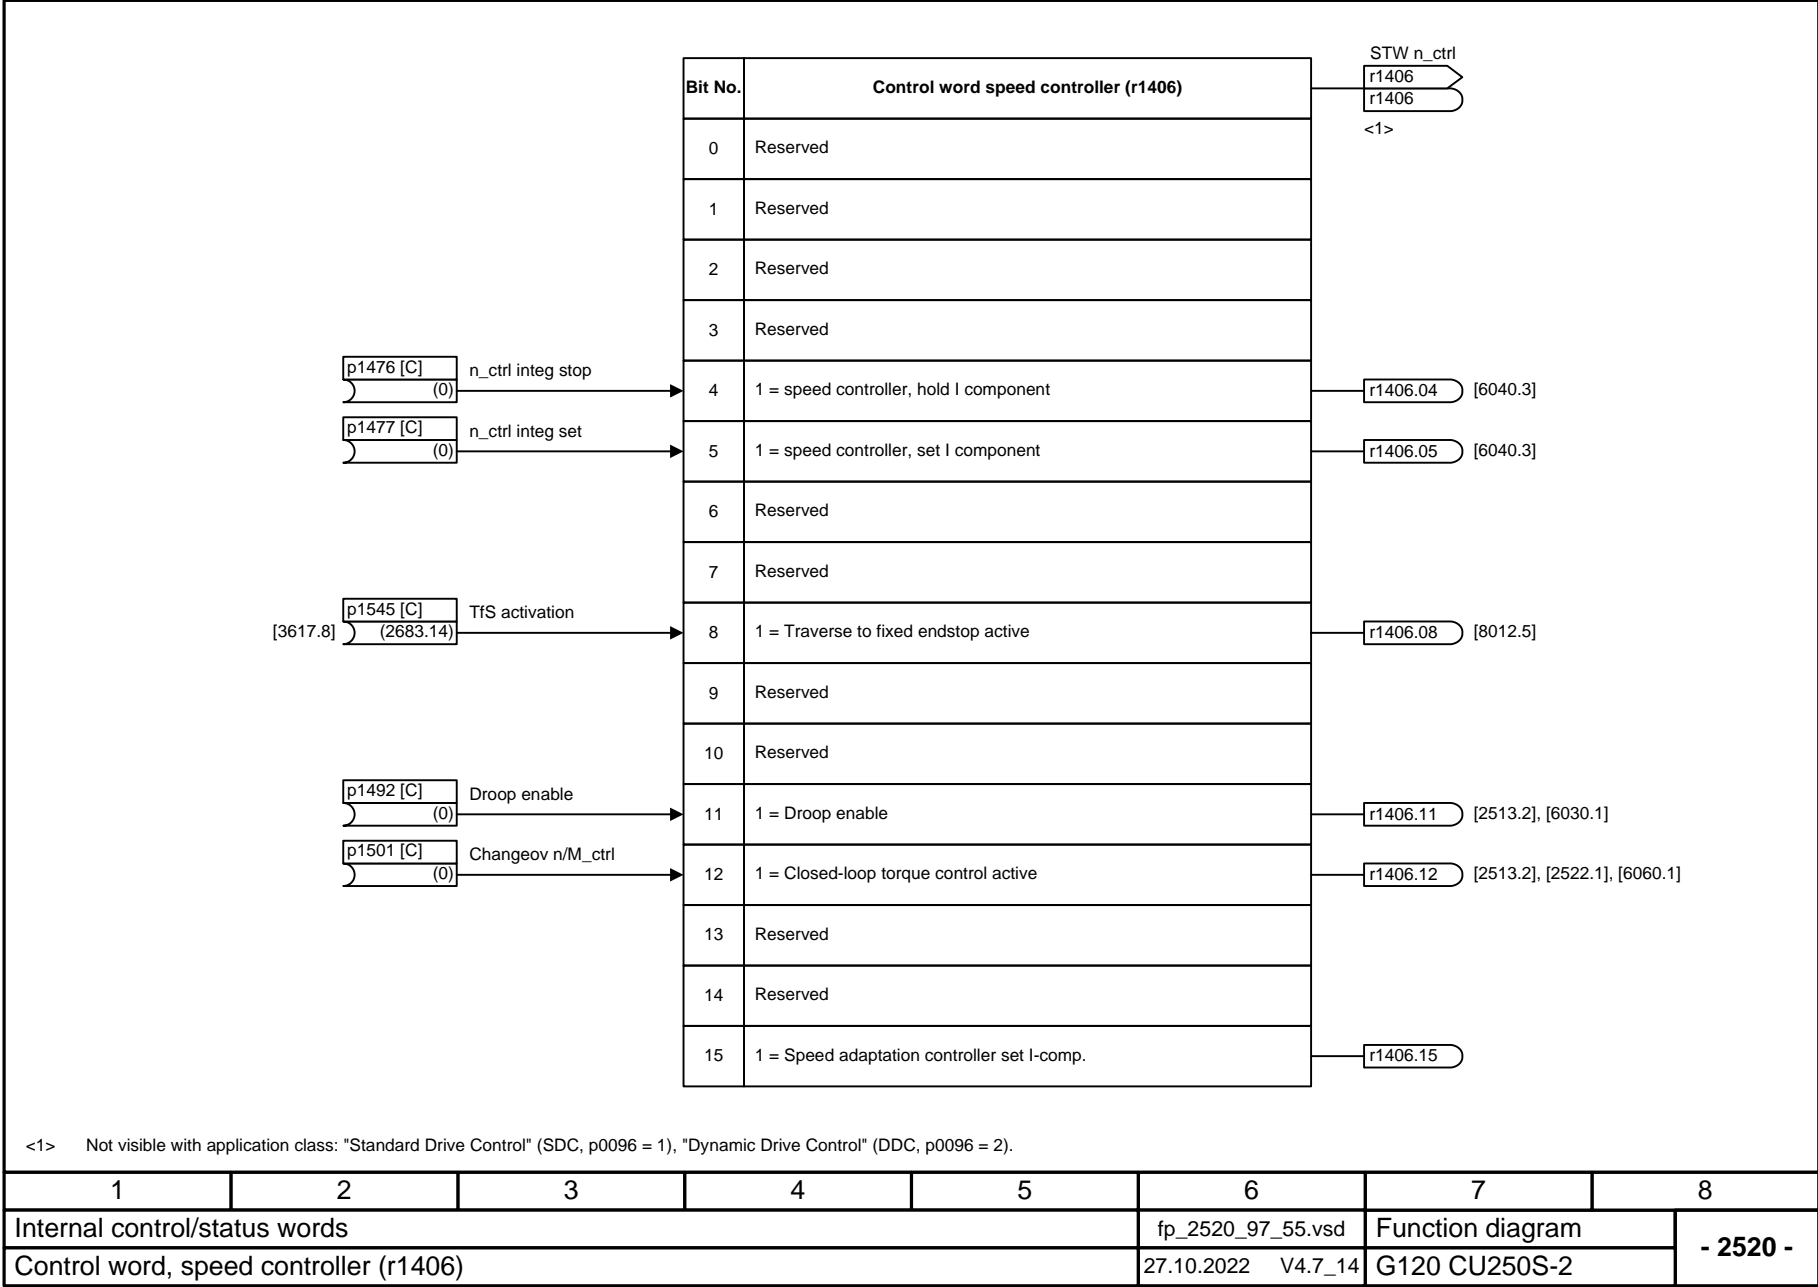 STW n_ctrl
Bit No. Control word speed controller (r1406) r1406
r1406
<1>
0 Reserved
1 Reserved
2 Reserved
3 Reserved
p1476 [C] n_ctrl integ stop
(0) 4 1 = speed controller, hold I component r1406.04 [6040.3]
p1477 [C] n_ctrl integ set
(0) 5 1 = speed controller, set I component r1406.05 [6040.3]
6 Reserved
7 Reserved
p1545 [C] TfS activation
[3617.8] (2683.14) 8 1 = Traverse to fixed endstop active r1406.08 [8012.5]
9 Reserved
10 Reserved
p1492 [C] Droop enable
(0) 11 1 = Droop enable r1406.11 [2513.2], [6030.1]
p1501 [C] Changeov n/M_ctrl
(0) 12 1 = Closed-loop torque control active r1406.12 [2513.2], [2522.1], [6060.1]
13 Reserved
14 Reserved
15 1 = Speed adaptation controller set I-comp. r1406.15
<1> Not visible with application class: "Standard Drive Control" (SDC, p0096 = 1), "Dynamic Drive Control" (DDC, p0096 = 2).
1 2 3 4 5 6 7 8
Internal control/status words fp_2520_97_55.vsd Function diagram - 2520 -
Control word, speed controller (r1406) 27.10.2022 V4.7_14 G120 CU250S-2